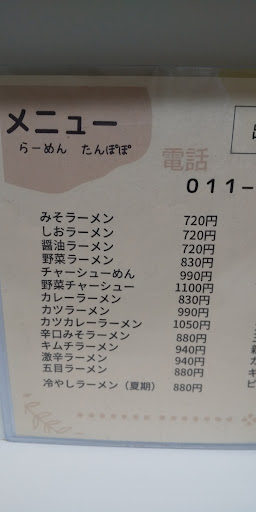 メニュー
らーめん たんぽぽ
電話
011-
みそラーメン 720円
しおラーメン 720円
醤油ラーメン 720円
野菜ラーメン 830円
チャーシューめん 990円
野菜チャーシュー 1100円
カレーラーメン 830円
カツラーメン 990円
カツカレーラーメン 1050円
辛口みそラーメン 880円
キムチラーメン 940円
激辛ラーメン 940円
五目ラーメン 880円
冷やしラーメン（夏期） 880円